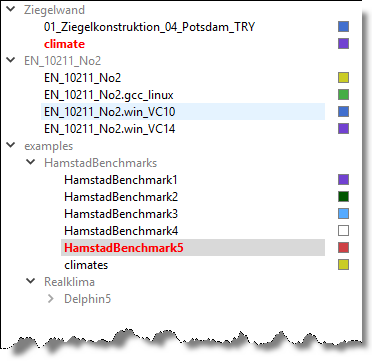 Ziegelwand
01_Ziegelkonstruktion_04_Potsdam_TRY
climate
EN_10211_No2
EN_10211_No2
EN_10211_No2.gcc_linux
EN_10211_No2.win_VC10
EN_10211_No2.win_VC14
examples
HamstadBenchmarks
HamstadBenchmark1
HamstadBenchmark2
HamstadBenchmark3
HamstadBenchmark4
HamstadBenchmark5
climates
Realklima
Delphin5